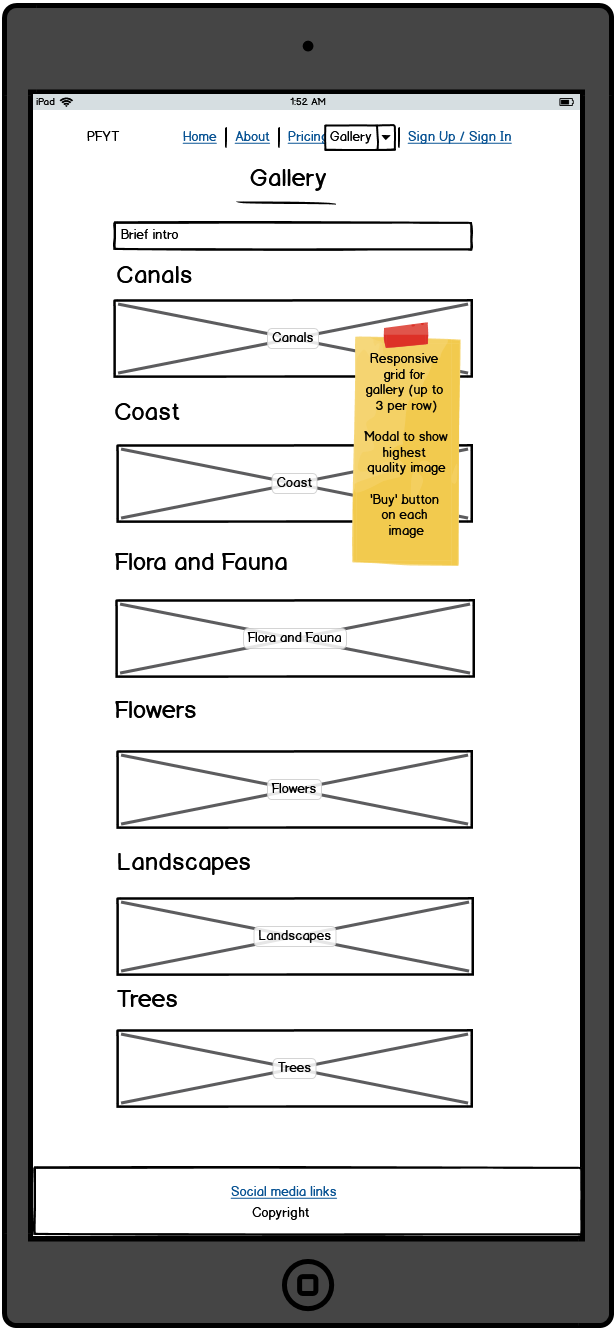 iPad 1:52 AM
PFYT Home About Pricing Gallery Sign Up / Sign In
Gallery
Brief intro
Canals
Canals
Responsive
grid for
gallery (up to
3 per row)
Modal to show
highest
quality image
'Buy' button
on each
image
Coast
Coast
Flora and Fauna
Flora and Fauna
Flowers
Flowers
Landscapes
Landscapes
Trees
Trees
Social media links
Copyright